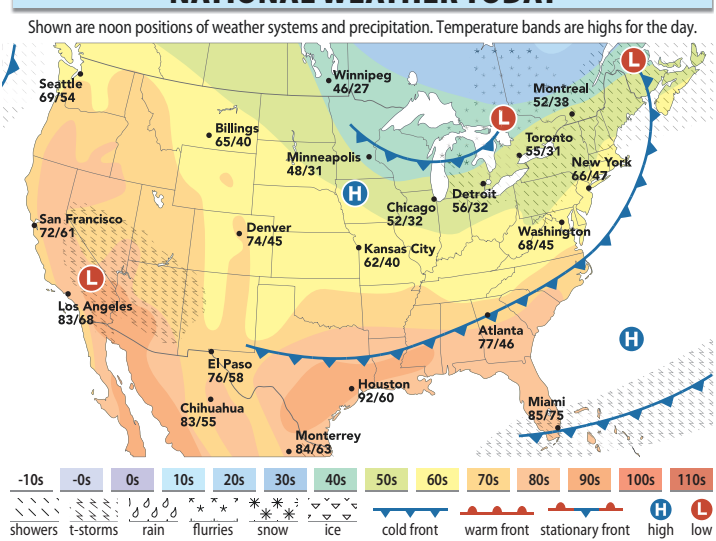 NATIONAL WEATHER TODAY
Shown are noon positions of weather systems and precipitation. Temperature bands are highs for the day.
L
Winnipeg
46/27
Seattle
69/54
Montreal
52/38
L
Billings
65/40
Toronto
55/31
Minneapolis
48/31
New York
66/47
H
Detroit
56/32
Chicago
52/32
San Francisco
72/61
Denver
74/45
Washington
68/45
Kansas City
62/40
L
Los Angeles
83/68
Atlanta
77/46
H
El Paso
76/58
Houston
92/60
Chihuahua
83/55
Miami
85/75
Monterrey
84/63
-10s -0s 0s 10s 20s 30s 40s 50s 60s 70s 80s 90s 100s 110s
H L
showers t-storms rain flurries snow ice cold front warm front stationary front high low